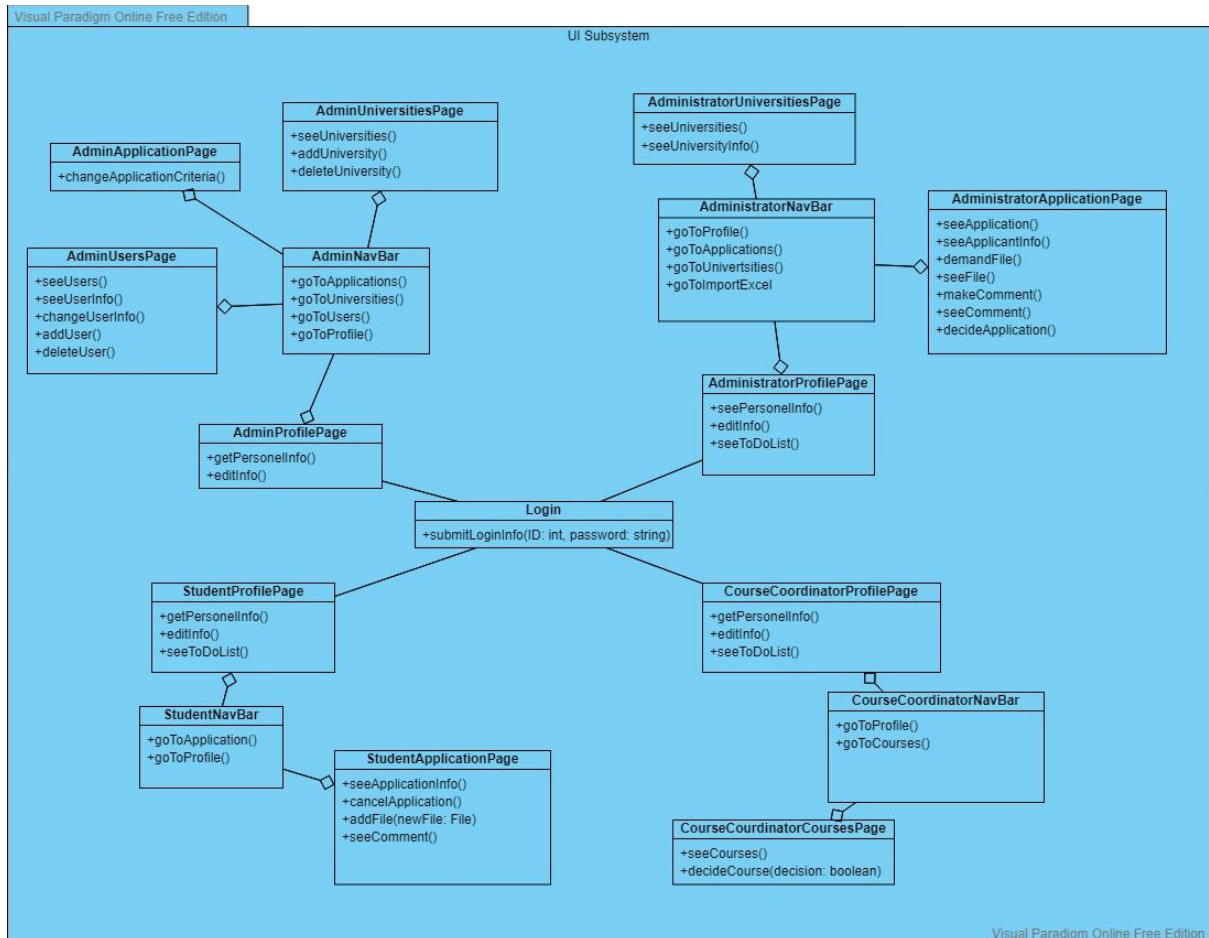 Visual Paradigm Online Free Edition
UI Subsystem
AdminUniversitiesPage
+seeUniversities()
+addUniversity()
+deleteUniversity()
AdministratorUniversitiesPage
+seeUniversities()
+seeUniversityInfo()
AdminApplicationPage
+changeApplicationCriteria()
AdministratorNavBar
+goToProfile()
+goToApplications()
+goToUnivertsities()
+goToImportExcel
AdministratorApplicationPage
+seeApplication()
+seeApplicantInfo()
+demandFile()
+seeFile()
+makeComment()
+seeComment()
+decideApplication()
AdminUsersPage
+seeUsers()
+seeUserInfo()
+changeUserInfo()
+addUser()
+deleteUser()
AdminNavBar
+goToApplications()
+goToUniversities()
+goToUsers()
+goToProfile()
AdministratorProfilePage
+seePersonelInfo()
+editInfo()
+seeToDoList()
AdminProfilePage
+getPersonelInfo()
+editInfo()
Login
+submitLoginInfo(ID: int, password: string)
StudentProfilePage
+getPersonelInfo()
+editInfo()
+seeToDoList()
CourseCoordinatorProfilePage
+getPersonelInfo()
+editInfo()
+seeToDoList()
StudentNavBar
+goToApplication()
+goToProfile()
CourseCoordinatorNavBar
+goToProfile()
+goToCourses()
StudentApplicationPage
+seeApplicationInfo()
+cancelApplication()
+addFile(newFile: File)
+seeComment()
CourseCoordinatorCoursesPage
+seeCourses()
+decideCourse(decision: boolean)
Visual Paradigm Online Free Edition